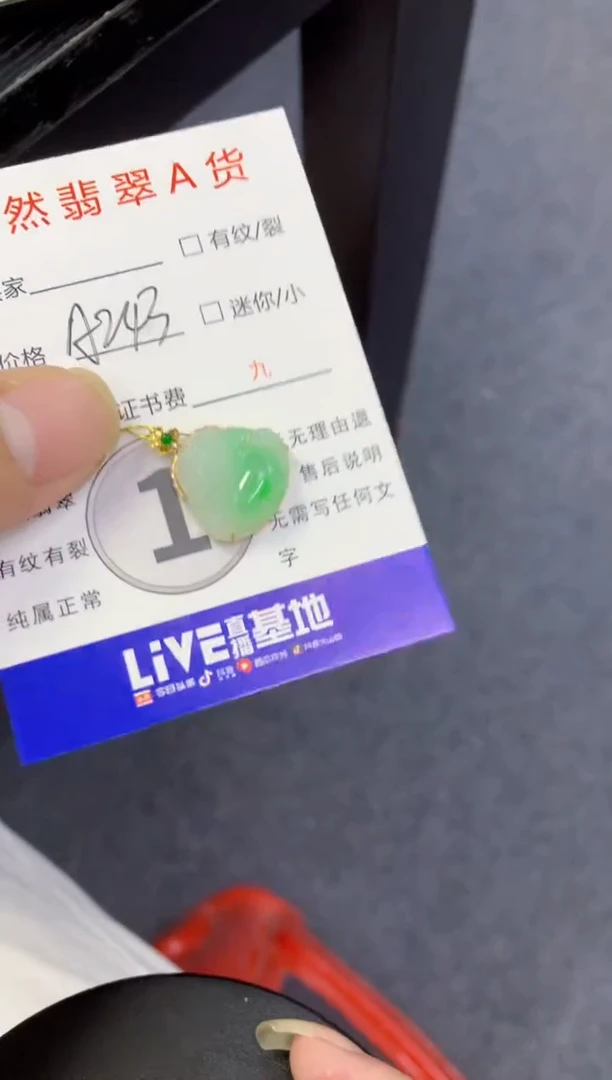 然翡翠A货
家
□有纹/裂
价格 A243
□迷你/小
证书费 九
无理由退
售后说明
无需写任何文
字
1
有纹有裂
纯属正常
LiVE直播基地
抖音